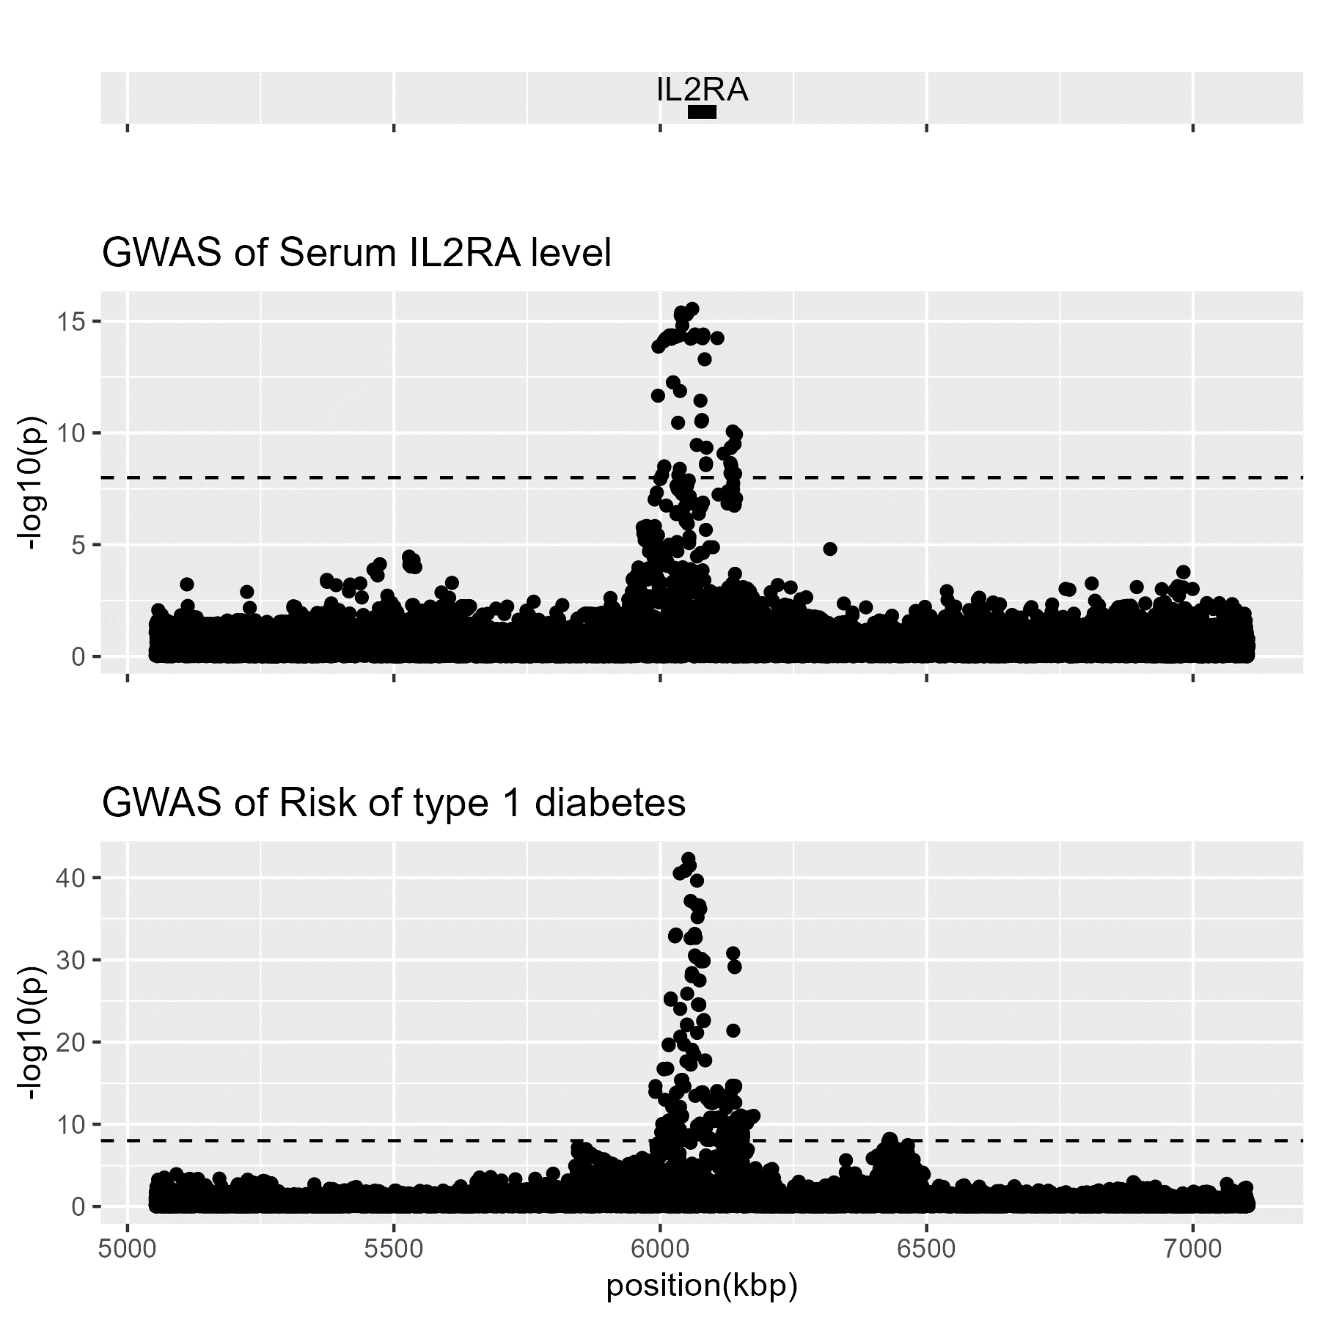 IL2RA
GWAS of Serum IL2RA level
15
10
5
0
-log10(p)
GWAS of Risk of type 1 diabetes
40
30
20
10
0
-log10(p)
5000 5500 6000 6500 7000
position(kbp)